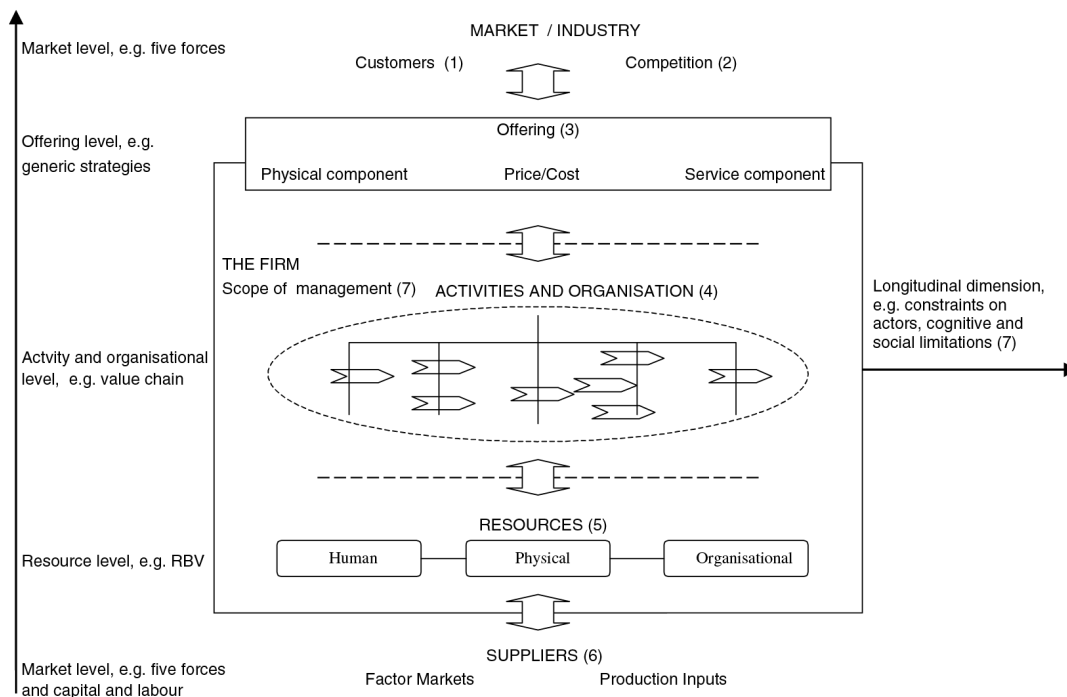 MARKET / INDUSTRY
Market level, e.g. five forces
Customers (1)
Competition (2)
Offering level, e.g.
generic strategies
Offering (3)
Physical component
Price/Cost
Service component
THE FIRM
Scope of management (7)
ACTIVITIES AND ORGANISATION (4)
Longitudinal dimension,
e.g. constraints on
actors, cognitive and
social limitations (7)
Actvity and organisational
level, e.g. value chain
RESOURCES (5)
Resource level, e.g. RBV
Human
Physical
Organisational
SUPPLIERS (6)
Market level, e.g. five forces
and capital and labour
Factor Markets
Production Inputs